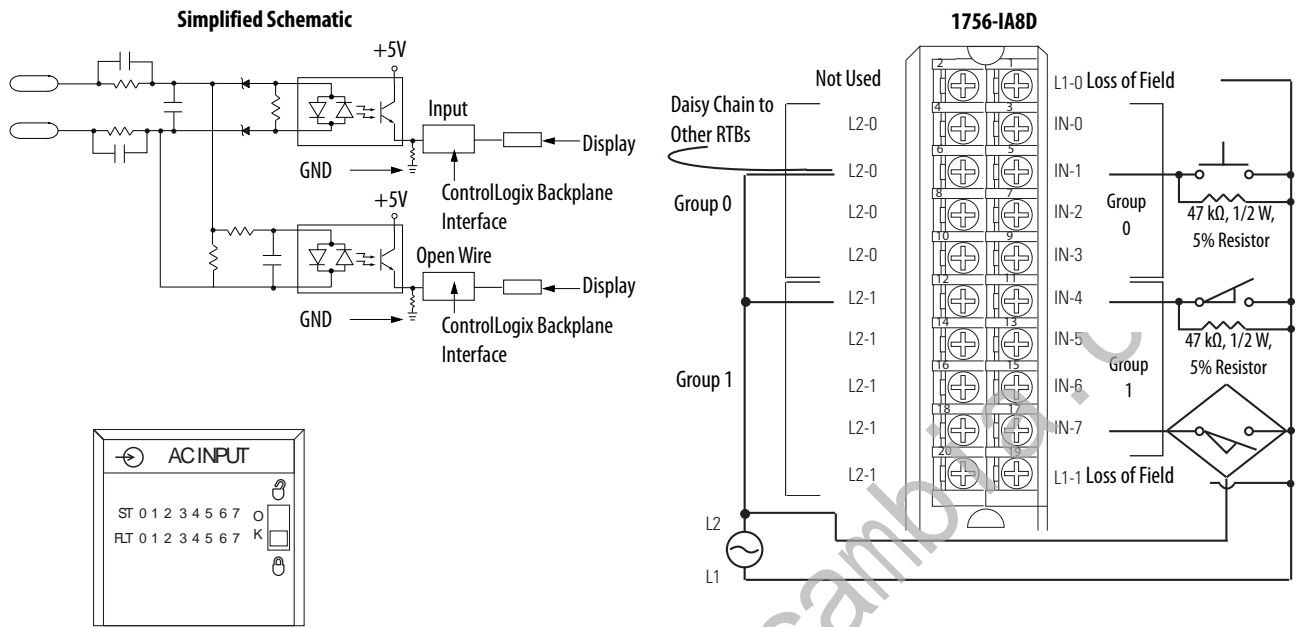 Simplified Schematic
+5V
Input
Display
GND
ControlLogix Backplane
Interface
+5V
Open Wire
Display
GND
ControlLogix Backplane
Interface
AC INPUT
ST 0 1 2 3 4 5 6 7
FLT 0 1 2 3 4 5 6 7
O
K
1756-IA8D
Not Used
2
1
L1-0 Loss of Field
Daisy Chain to
Other RTBs
L2-0
4
3
IN-0
L2-0
6
5
IN-1
Group 0
L2-0
8
7
IN-2
Group
0
47 kΩ, 1/2 W,
5% Resistor
L2-0
10
9
IN-3
L2-1
12
11
IN-4
L2-1
14
13
IN-5
47 kΩ, 1/2 W,
5% Resistor
Group 1
L2-1
16
15
IN-6
Group
1
L2-1
18
17
IN-7
L2-1
20
19
L1-1 Loss of Field
L2
L1